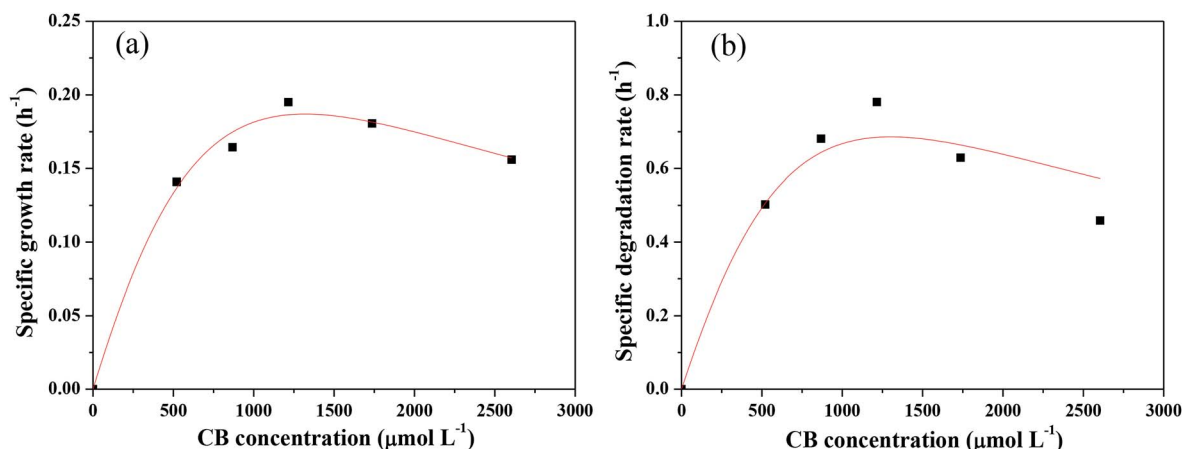 (a)
Specific growth rate (h⁻¹)
0.25
0.20
0.15
0.10
0.05
0.00
0 500 1000 1500 2000 2500 3000
CB concentration (μmol L⁻¹)
(b)
Specific degradation rate (h⁻¹)
1.0
0.8
0.6
0.4
0.2
0.0
0 500 1000 1500 2000 2500 3000
CB concentration (μmol L⁻¹)